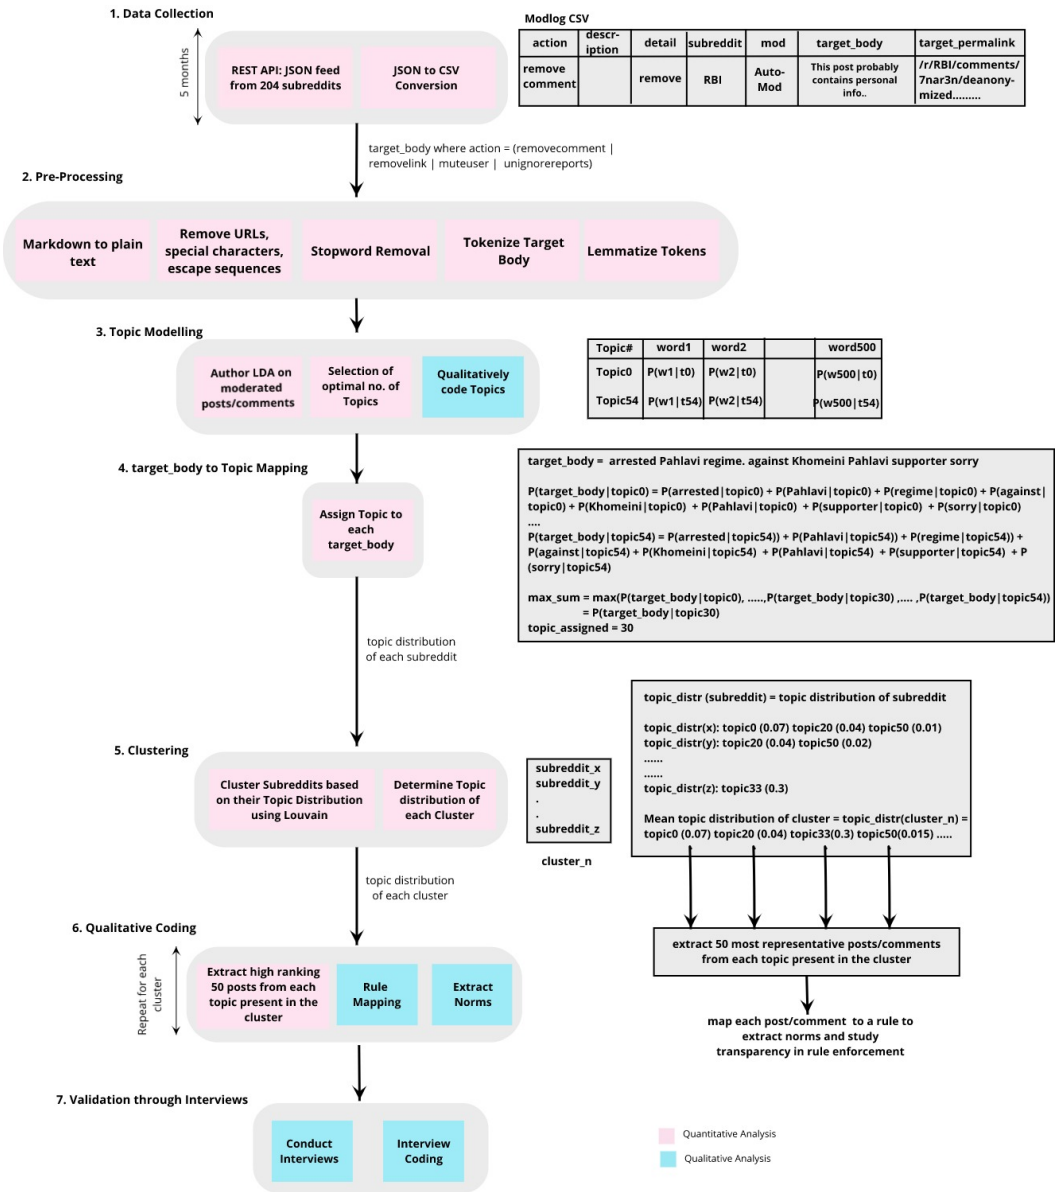 1. Data Collection
5 months
REST API: JSON feed
from 204 subreddits
JSON to CSV
Conversion
Modlog CSV
action
descr-
iption
detail
subreddit
mod
target_body
target_permalink
remove
comment
remove
RBI
Auto-
Mod
This post probably
contains personal
info..
/r/RBI/comments/
7nar3n/deanony-
mized.........
target_body where action = (removecomment |
removelink | muteuser | unignorereports)
2. Pre-Processing
Markdown to plain
text
Remove URLs,
special characters,
escape sequences
Stopword Removal
Tokenize Target
Body
Lemmatize Tokens
3. Topic Modelling
Author LDA on
moderated
posts/comments
Selection of
optimal no. of
Topics
Qualitatively
code Topics
Topic# word1 word2 word500
Topic0 P(w1|t0) P(w2|t0) P(w500|t0)
Topic54 P(w1|t54) P(w2|t54) P(w500|t54)
4. target_body to Topic Mapping
Assign Topic to
each
target_body
target_body = arrested Pahlavi regime. against Khomeini Pahlavi supporter sorry
P(target_body|topic0) = P(arrested|topic0) + P(Pahlavi|topic0) + P(regime|topic0) + P(against|
topic0) + P(Khomeini|topic0) + P(Pahlavi|topic0) + P(supporter|topic0) + P(sorry|topic0)
....
P(target_body|topic54) = P(arrested|topic54)) + P(Pahlavi|topic54)) + P(regime|topic54)) +
P(against|topic54) + P(Khomeini|topic54) + P(Pahlavi|topic54) + P(supporter|topic54) + P
(sorry|topic54)
max_sum = max(P(target_body|topic0), .....,P(target_body|topic30) ,.... ,P(target_body|topic54))
= P(target_body|topic30)
topic_assigned = 30
topic distribution
of each subreddit
5. Clustering
Cluster Subreddits based
on their Topic Distribution
using Louvain
Determine Topic
distribution of
each Cluster
subreddit_x
subreddit_y
.
.
subreddit_z
cluster_n
topic_distr (subreddit) = topic distribution of subreddit
topic_distr(x): topic0 (0.07) topic20 (0.04) topic50 (0.01)
topic_distr(y): topic20 (0.04) topic50 (0.02)
......
......
topic_distr(z): topic33 (0.3)
Mean topic distribution of cluster = topic_distr(cluster_n) =
topic0 (0.07) topic20 (0.04) topic33(0.3) topic50(0.015) .....
topic distribution
of each cluster
6. Qualitative Coding
Repeat for each
cluster
Extract high ranking
50 posts from each
topic present in the
cluster
Rule
Mapping
Extract
Norms
extract 50 most representative posts/comments
from each topic present in the cluster
map each post/comment to a rule to
extract norms and study
transparency in rule enforcement
7. Validation through Interviews
Conduct
Interviews
Interview
Coding
Quantitative Analysis
Qualitative Analysis